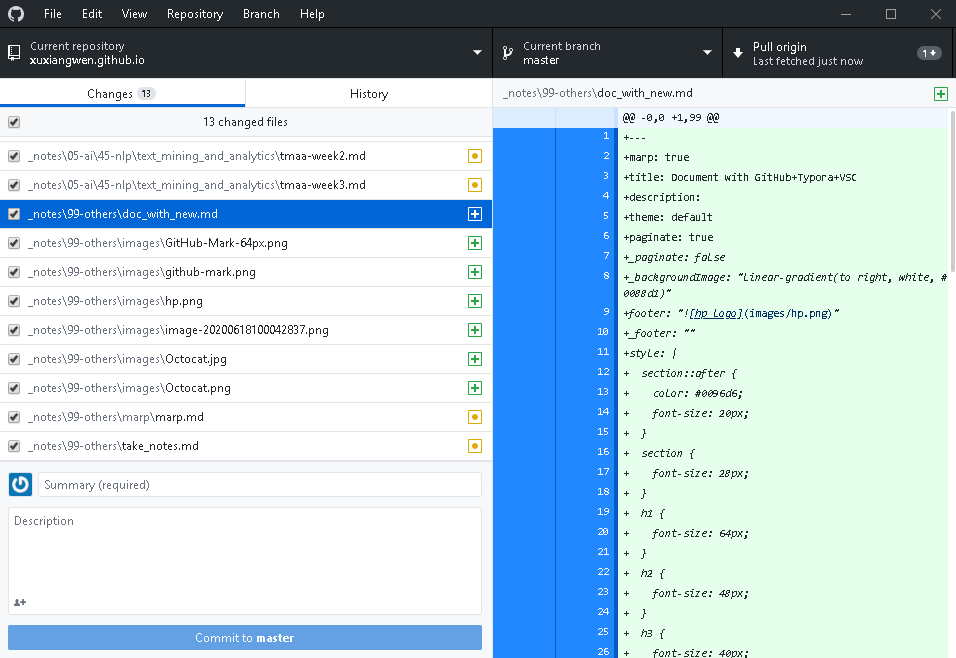 File Edit View Repository Branch Help
Current repository
xuxiangwen.github.io
Current branch
master
Pull origin
Last fetched just now
1
Changes 13
History
13 changed files
_notes\05-ai\45-nlp\text_mining_and_analytics\tmaa-week2.md
_notes\05-ai\45-nlp\text_mining_and_analytics\tmaa-week3.md
_notes\99-others\doc_with_new.md
_notes\99-others\images\GitHub-Mark-64px.png
_notes\99-others\images\github-mark.png
_notes\99-others\images\hp.png
_notes\99-others\images\image-20200618100042837.png
_notes\99-others\images\Octocat.jpg
_notes\99-others\images\Octocat.png
_notes\99-others\marp\marp.md
_notes\99-others\take_notes.md
Summary (required)
Description
Commit to master
_notes\99-others\doc_with_new.md
@@ -0,0 +1,99 @@
1 +---
2 +marp: true
3 +title: Document with GitHub+Typora+VSC
4 +description:
5 +theme: default
6 +paginate: true
7 +_paginate: false
8 +_backgroundImage: "linear-gradient(to right, white, #
0088d1)"
9 +footer: "![hp logo](images/hp.png)"
10 +_footer: ""
11 +style: |
12 +  section::after {
13 +    color: #0096d6;
14 +    font-size: 20px;
15 +  }
16 +  section {
17 +    font-size: 28px;
18 +  }
19 +  h1 {
20 +    font-size: 64px;
21 +  }
22 +  h2 {
23 +    font-size: 48px;
24 +  }
25 +  h3 {
26 +    font-size: 40px;